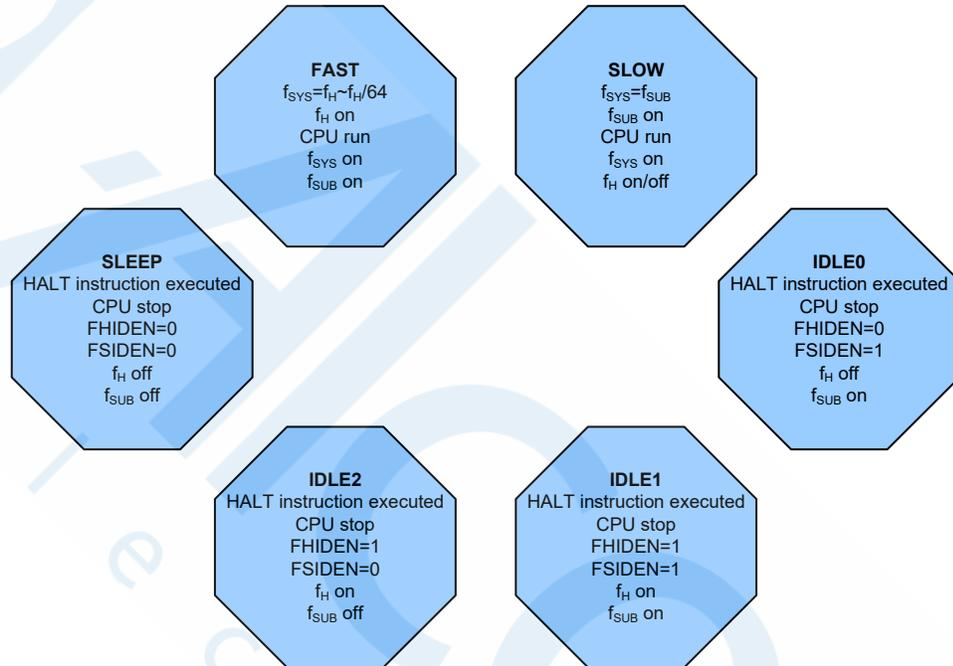 FAST
fSYS=fH~fH/64
fH on
CPU run
fSYS on
fSUB on
SLOW
fSYS=fSUB
fSUB on
CPU run
fSYS on
fH on/off
SLEEP
HALT instruction executed
CPU stop
FHIDEN=0
FSIDEN=0
fH off
fSUB off
IDLE0
HALT instruction executed
CPU stop
FHIDEN=0
FSIDEN=1
fH off
fSUB on
IDLE2
HALT instruction executed
CPU stop
FHIDEN=1
FSIDEN=0
fH on
fSUB off
IDLE1
HALT instruction executed
CPU stop
FHIDEN=1
FSIDEN=1
fH on
fSUB on